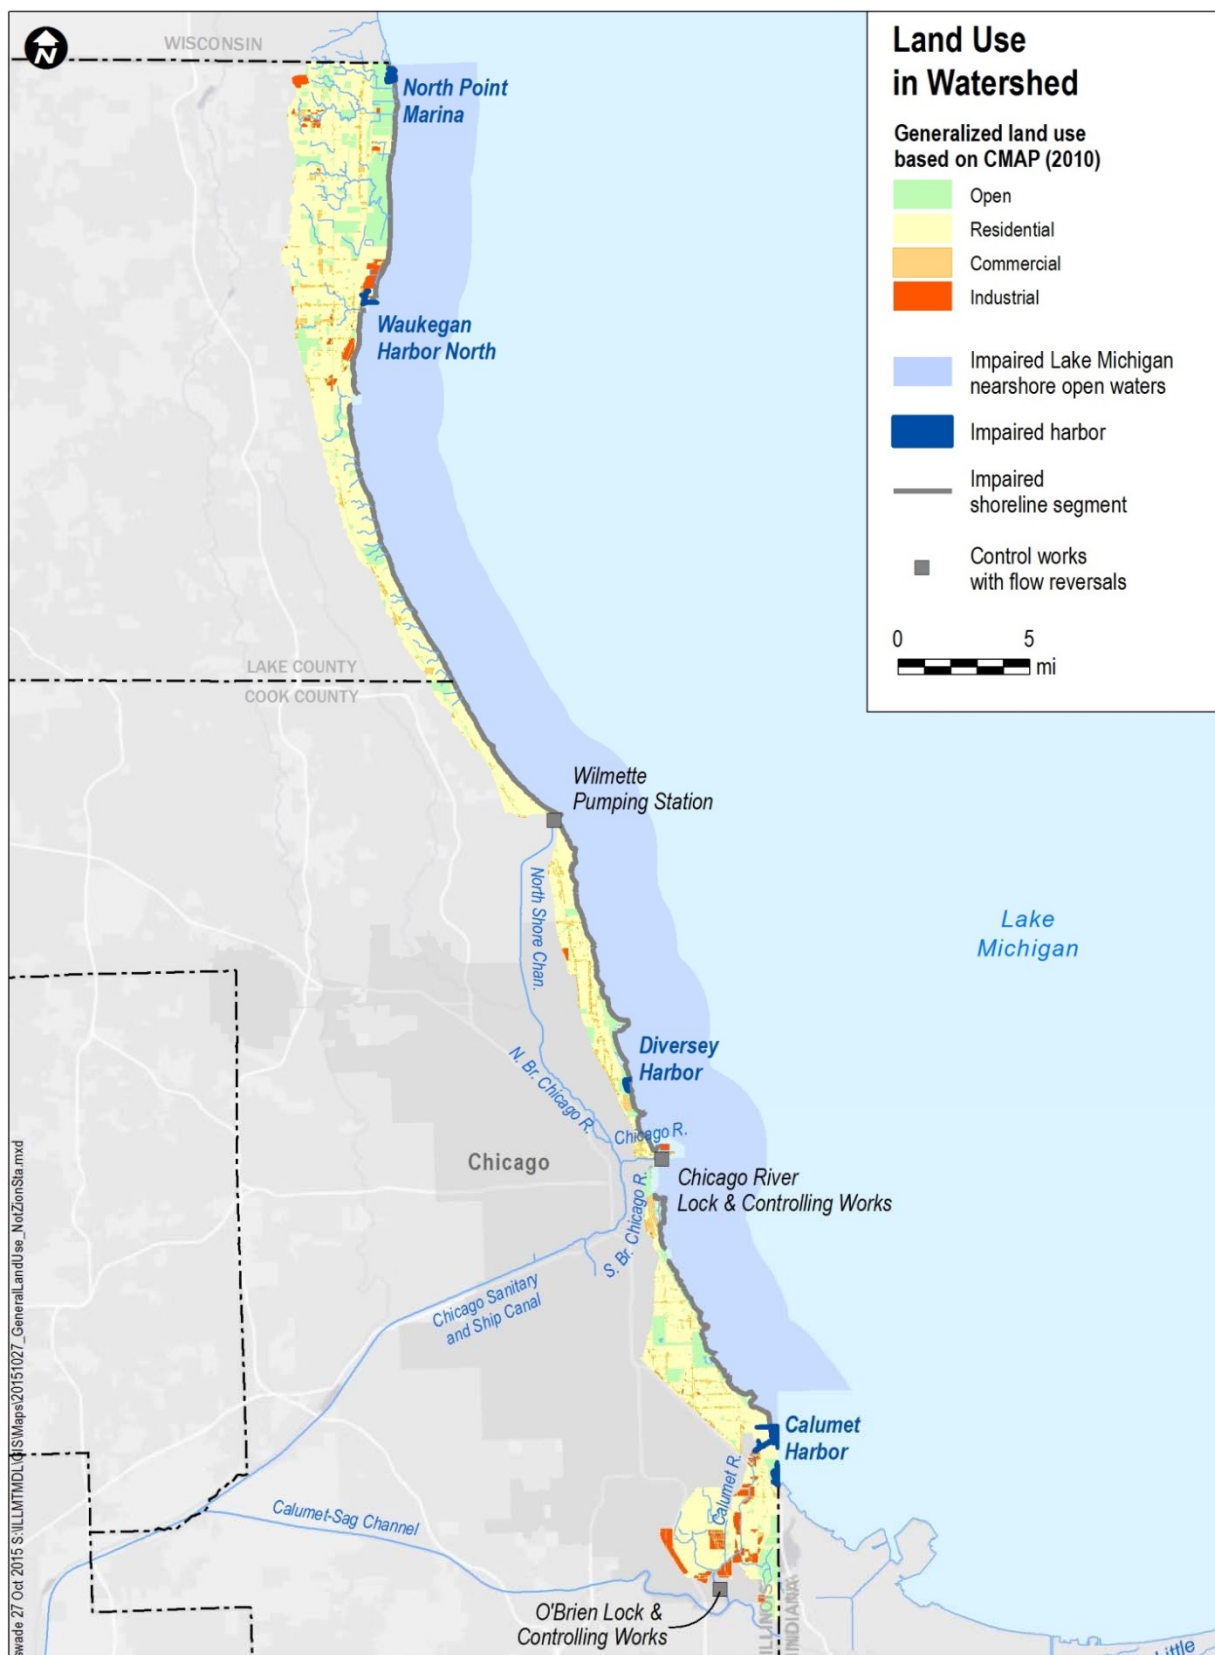 N
WISCONSIN
North Point
Marina
Waukegan
Harbor North
LAKE COUNTY
COOK COUNTY
Wilmette
Pumping Station
North Shore Chan.
Lake
Michigan
Diversey
Harbor
N. Br. Chicago R.
Chicago R.
Chicago
Chicago River
Lock & Controlling Works
S. Br. Chicago R.
Chicago Sanitary
and Ship Canal
Calumet
Harbor
Calumet R.
Calumet-Sag Channel
O'Brien Lock &
Controlling Works
ILLINOIS
INDIANA
Little
Land Use
in Watershed
Generalized land use
based on CMAP (2010)
Open
Residential
Commercial
Industrial
Impaired Lake Michigan
nearshore open waters
Impaired harbor
Impaired
shoreline segment
Control works
with flow reversals
0 5
mi
swade 27 Oct 2015 S:\ILLMTMDL\GIS\Maps\20151027_GeneralLandUse_NotZionSta.mxd